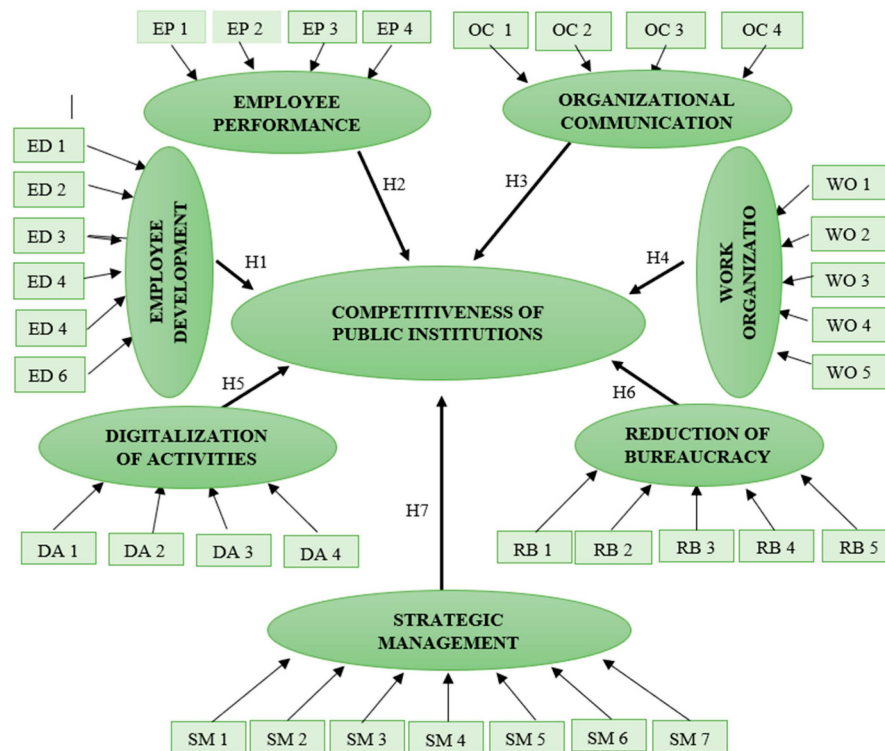 EP 1
EP 2
EP 3
EP 4
OC 1
OC 2
OC 3
OC 4
EMPLOYEE
PERFORMANCE
ORGANIZATIONAL
COMMUNICATION
ED 1
ED 2
ED 3
ED 4
ED 4
ED 6
EMPLOYEE
DEVELOPMENT
H2
H3
WORK
ORGANIZATIO
WO 1
WO 2
WO 3
WO 4
WO 5
H1
H4
COMPETITIVENESS OF
PUBLIC INSTITUTIONS
H5
H6
DIGITALIZATION
OF ACTIVITIES
REDUCTION OF
BUREAUCRACY
H7
DA 1
DA 2
DA 3
DA 4
RB 1
RB 2
RB 3
RB 4
RB 5
STRATEGIC
MANAGEMENT
SM 1
SM 2
SM 3
SM 4
SM 5
SM 6
SM 7